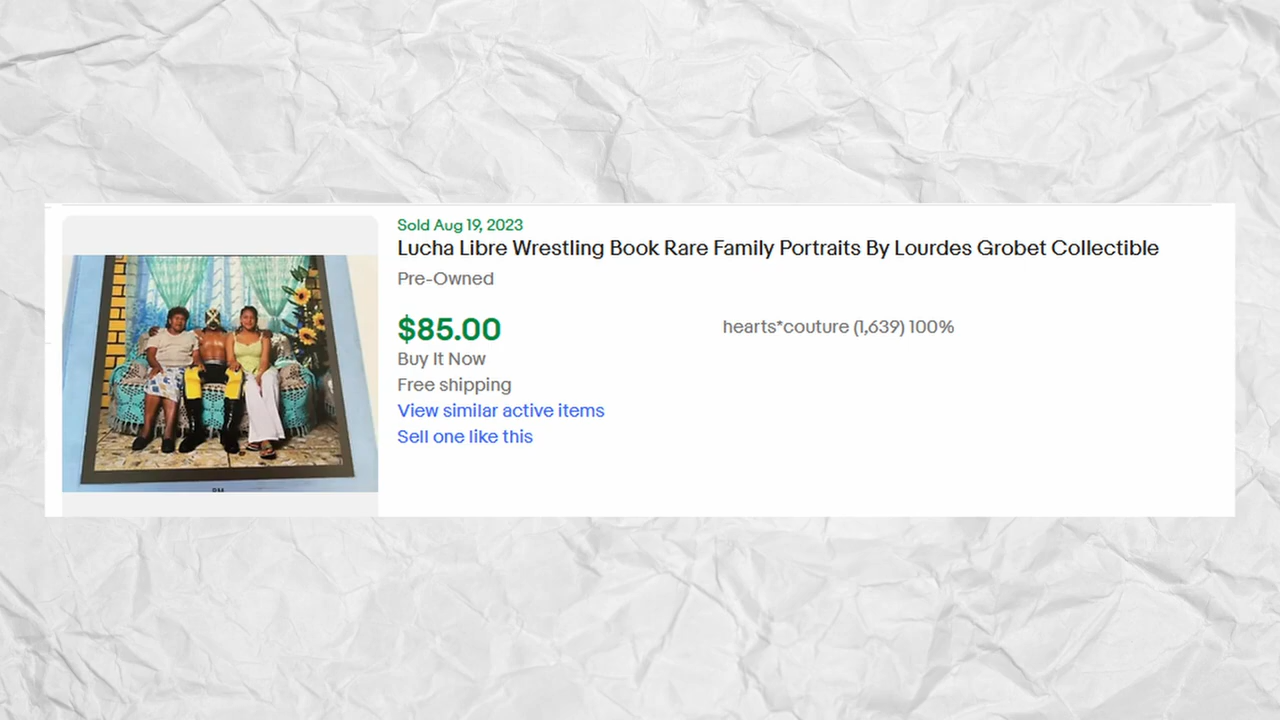 Sold Aug 19, 2023
Lucha Libre Wrestling Book Rare Family Portraits By Lourdes Grobet Collectible
Pre-Owned
$85.00
hearts*couture (1,639) 100%
Buy It Now
Free shipping
View similar active items
Sell one like this